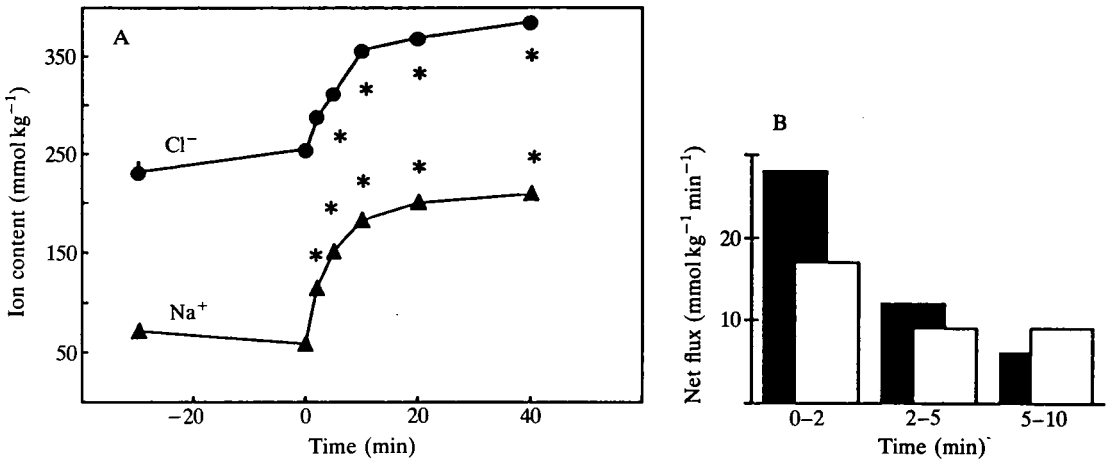 A
Ion content (mmol kg⁻¹)
350
250
150
50
Cl⁻
Na⁺
* * * * * * * * *
−20 0 20 40
Time (min)
B
Net flux (mmol kg⁻¹ min⁻¹)
20
10
0–2 2–5 5–10
Time (min)